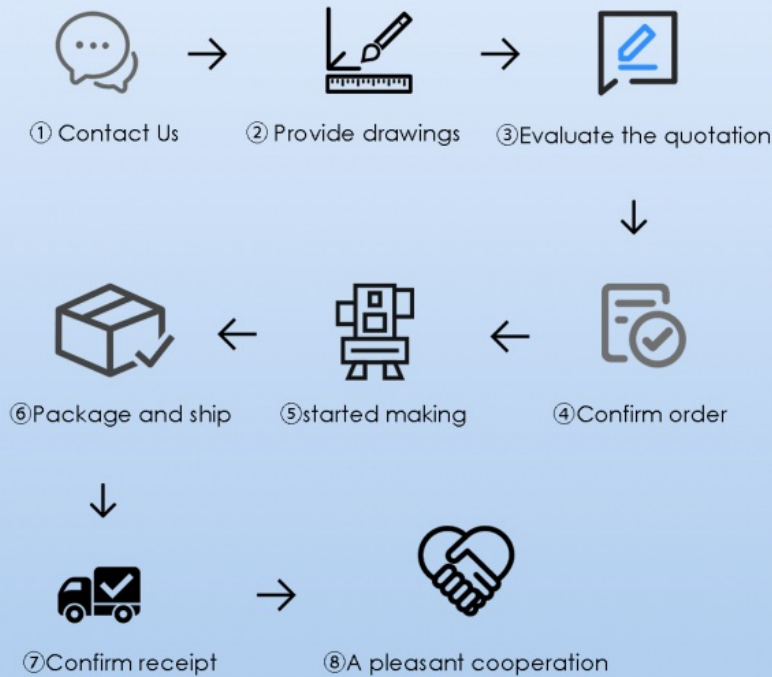 ① Contact Us
② Provide drawings
③Evaluate the quotation
④Confirm order
⑤started making
⑥Package and ship
⑦Confirm receipt
⑧A pleasant cooperation